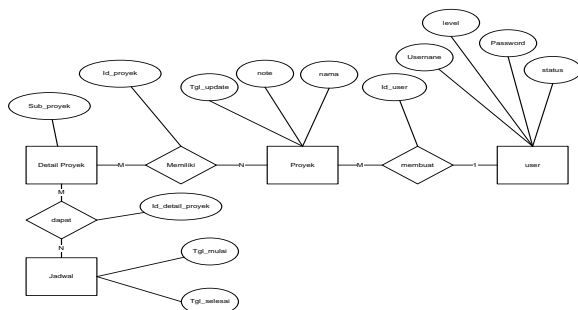 level
Username
Password
status
Id_proyek
note
nama
Tgl_update
Id_user
Sub_proyek
Detail Proyek
M
Memiliki
N
Proyek
M
membuat
1
user
M
dapat
Id_detail_proyek
N
Jadwal
Tgl_mulai
Tgl_selesai